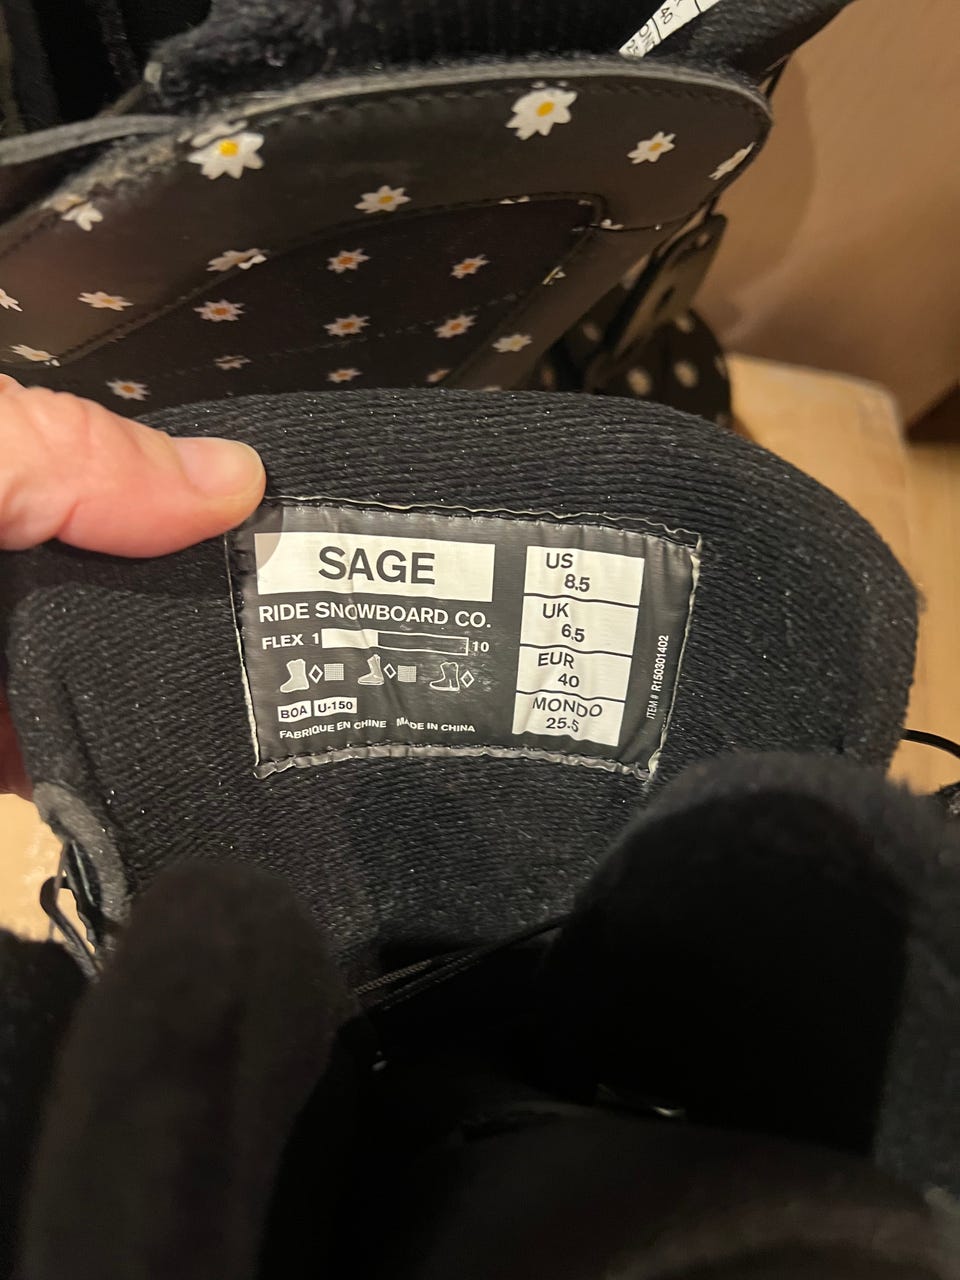 40
SAGE
RIDE SNOWBOARD CO.
FLEX 1 10
BOA U-150
FABRIQUE EN CHINE MADE IN CHINA
US
8.5
UK
6.5
EUR
40
MONDO
25.5
ITEM# R150301402